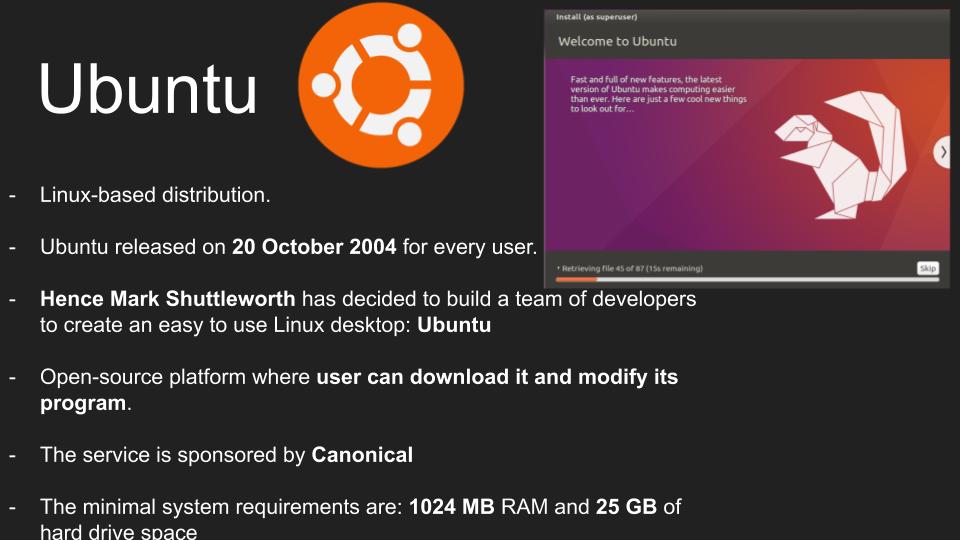 Ubuntu
Install (as superuser)
Welcome to Ubuntu
Fast and full of new features, the latest
version of Ubuntu makes computing easier
than ever. Here are just a few cool new things
to look out for...
Retrieving file 45 of 87 (15s remaining)
Skip
- Linux-based distribution.
- Ubuntu released on 20 October 2004 for every user.
- Hence Mark Shuttleworth has decided to build a team of developers
to create an easy to use Linux desktop: Ubuntu
- Open-source platform where user can download it and modify its
program.
- The service is sponsored by Canonical
- The minimal system requirements are: 1024 MB RAM and 25 GB of
hard drive space